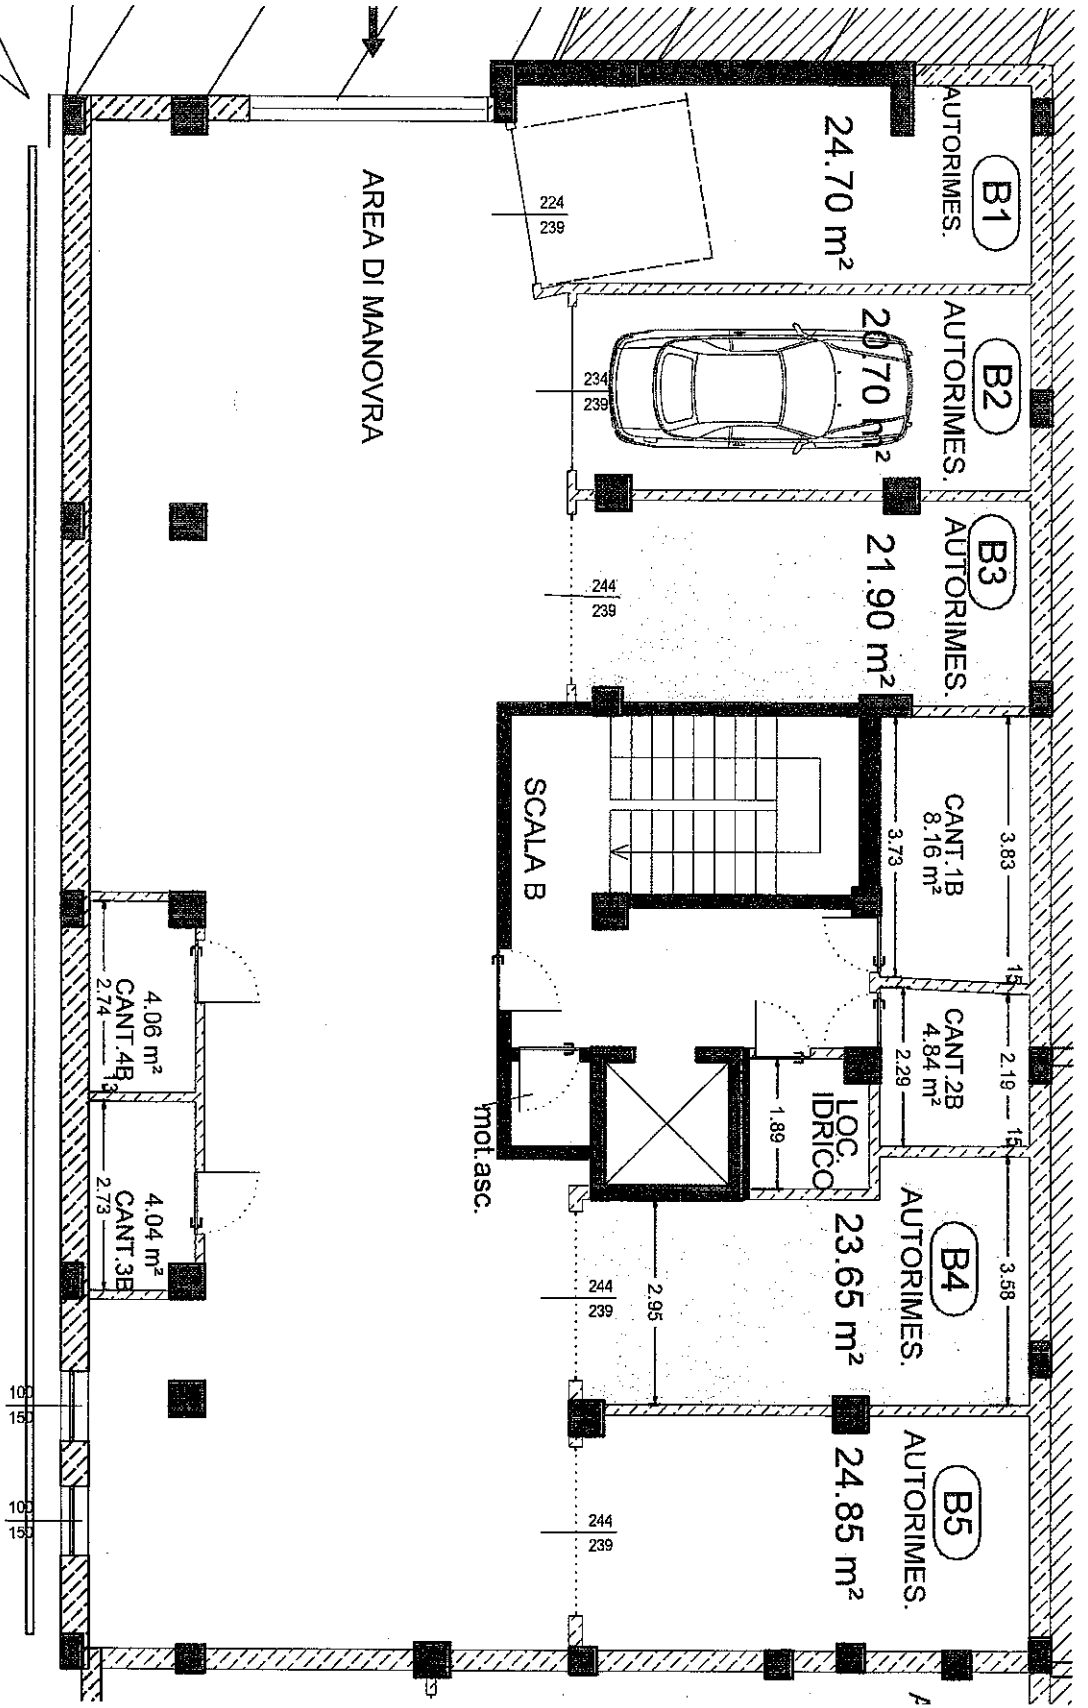 B1
AUTORIMES.
24.70 m²
224
239
B2
AUTORIMES.
20.70 m²
234
239
B3
AUTORIMES.
21.90 m²
244
239
AREA DI MANOVRA
SCALA B
CANT.1B
8.16 m²
3.83
3.73
15
CANT.2B
4.84 m²
2.19
2.29
15
LOC.
IDRICO
1.89
mot.asc.
4.06 m²
CANT.4B
2.74
13
4.04 m²
CANT.3B
2.73
B4
AUTORIMES.
23.65 m²
3.58
2.95
244
239
B5
AUTORIMES.
24.85 m²
244
239
100
150
100
150
A